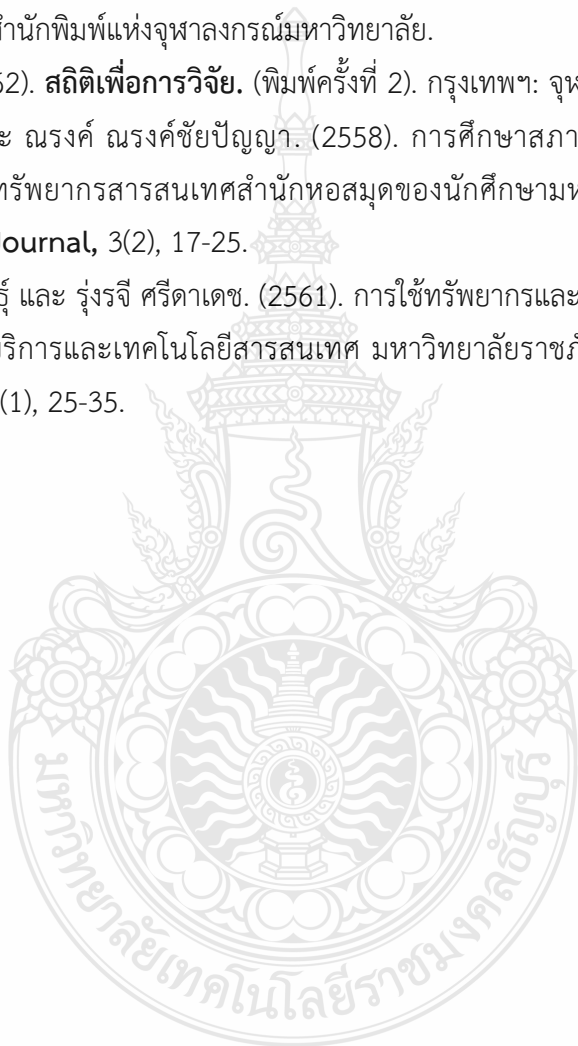 สำนักพิมพ์แห่งจุฬาลงกรณ์มหาวิทยาลัย.
52). สถิติเพื่อการวิจัย. (พิมพ์ครั้งที่ 2). กรุงเทพฯ: จุฬ
ะ ณรงค์ ณรงค์ชัยปัญญา. (2558). การศึกษาสภา
ทรัพยากรสารสนเทศสำนักหอสมุดของนักศึกษามห
Journal, 3(2), 17-25.
ธุ์ และ รุ่งรจี ศรีดาเดช. (2561). การใช้ทรัพยากรและ
บริการและเทคโนโลยีสารสนเทศ มหาวิทยาลัยราชภั
(1), 25-35.
มหาวิทยาลัยเทคโนโลยีราชมงคลธัญบุรี